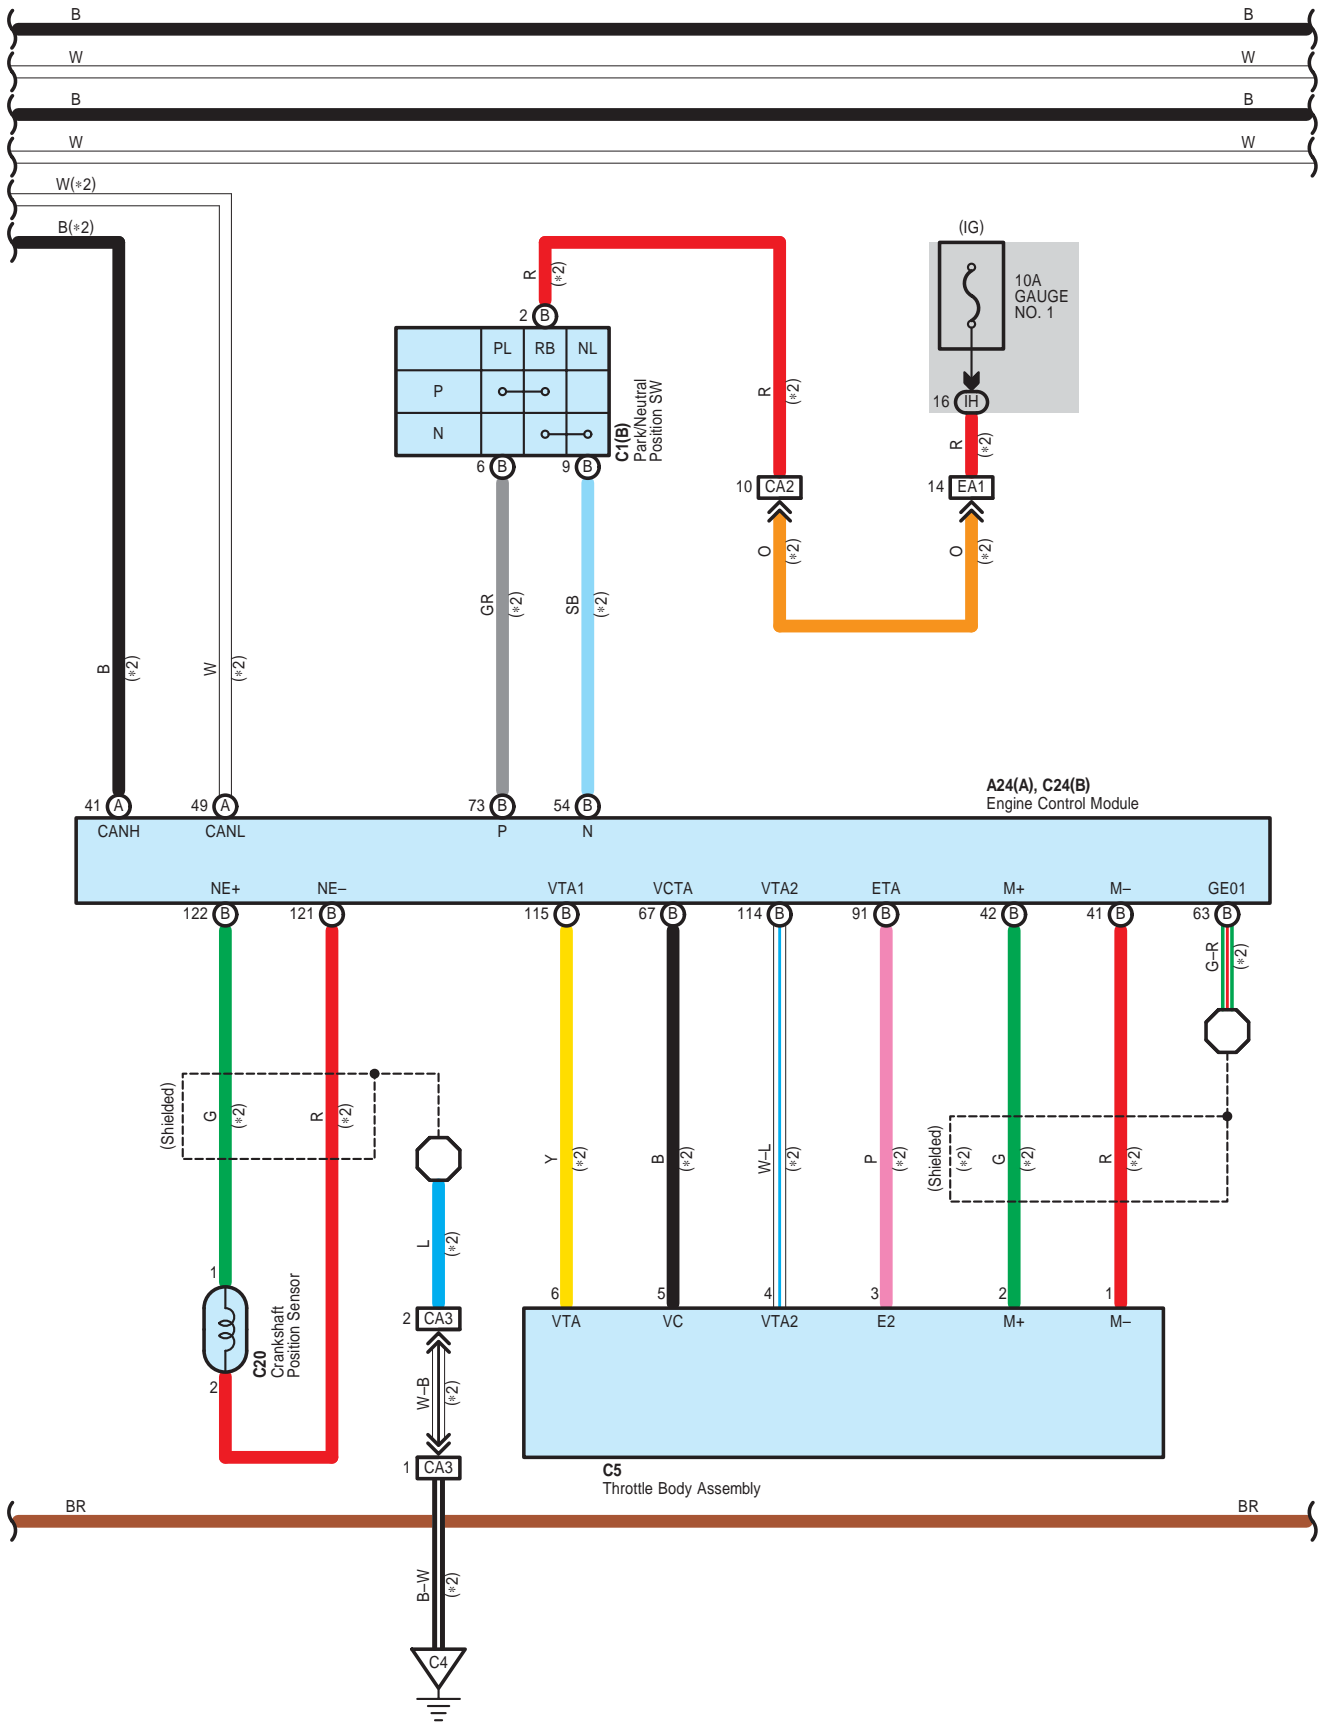 B B
W W
B B
W W
W(*2)
B(*2)
(IG)
10A
GAUGE
NO. 1
R (*2)
2 B
PL RB NL
P
N
C1(B)
Park/Neutral
Position SW
R (*2)
16 IH
R (*2)
6 B 9 B
10 CA2
14 EA1
O (*2)
O (*2)
GR (*2)
SB (*2)
B (*2)
W (*2)
A24(A), C24(B)
Engine Control Module
41 A 49 A 73 B 54 B
CANH CANL P N
NE+ NE– VTA1 VCTA VTA2 ETA M+ M– GE01
122 B 121 B 115 B 67 B 114 B 91 B 42 B 41 B 63 B
G–R (*2)
(Shielded)
G (*2)
R (*2)
Y (*2)
B (*2)
W–L (*2)
P (*2)
(Shielded)
(*2)
G (*2)
R (*2)
L (*2)
1
C20
Crankshaft
Position Sensor
2
2 CA3
W–B (*2)
1 CA3
6 5 4 3 2 1
VTA VC VTA2 E2 M+ M–
C5
Throttle Body Assembly
BR BR
B–W (*2)
C4